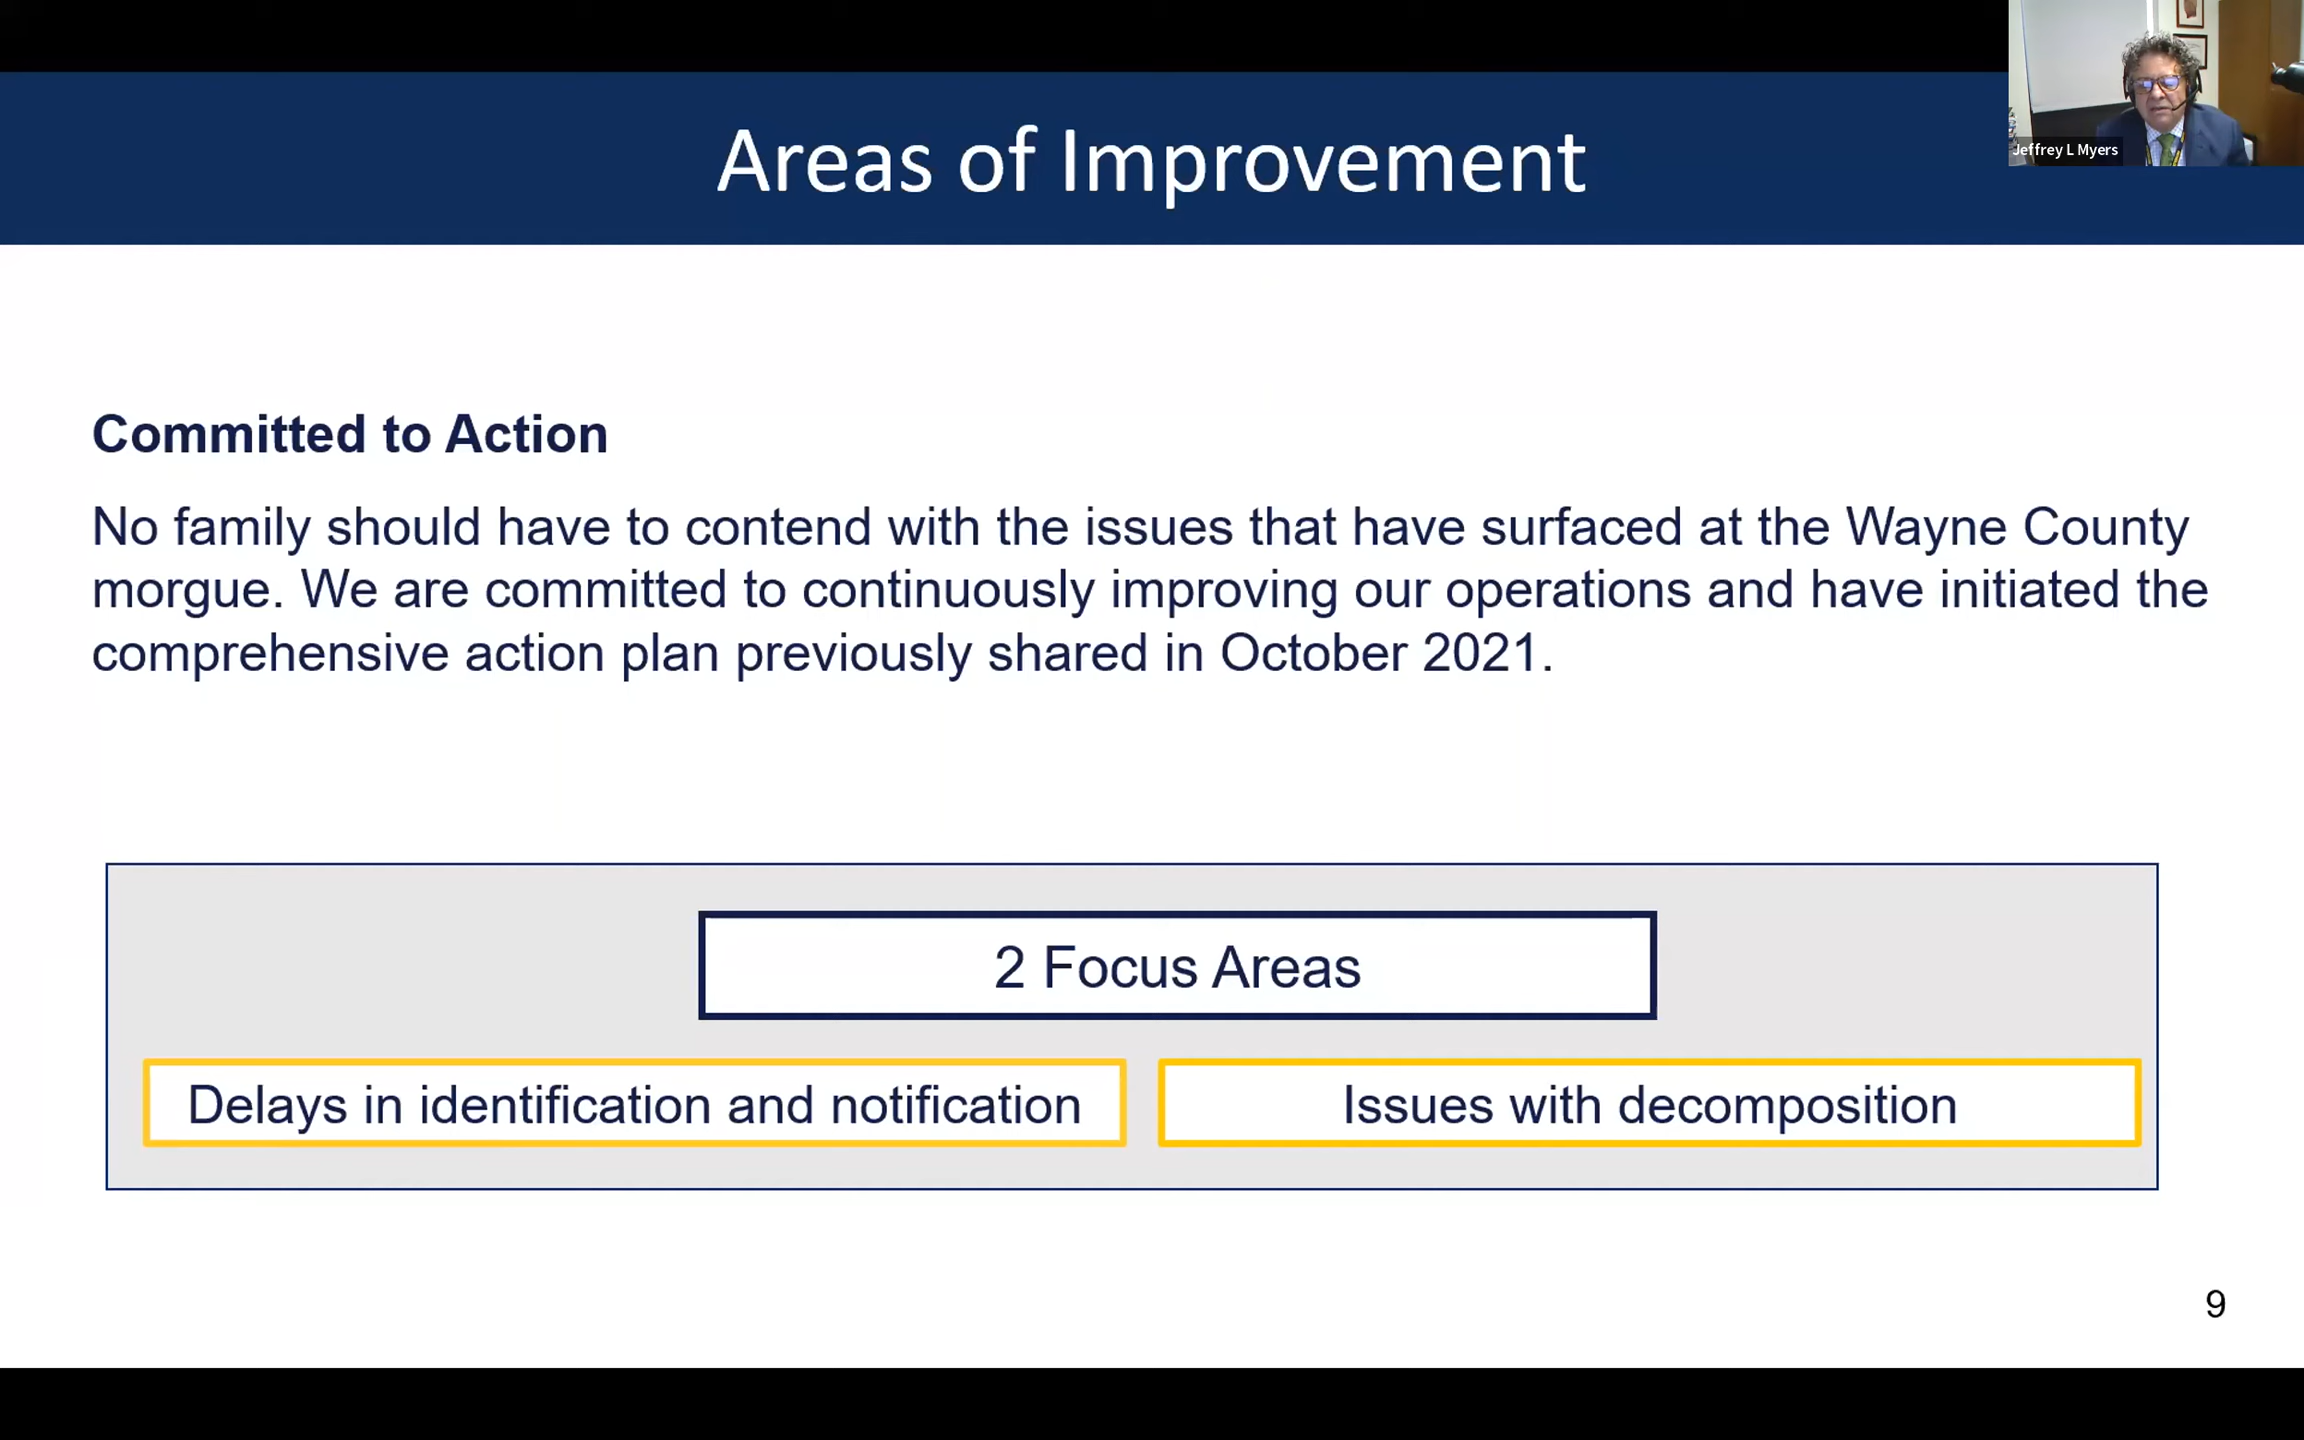 Areas of Improvement
Jeffrey L Myers
Committed to Action
No family should have to contend with the issues that have surfaced at the Wayne County
morgue. We are committed to continuously improving our operations and have initiated the
comprehensive action plan previously shared in October 2021.
2 Focus Areas
Delays in identification and notification
Issues with decomposition
9